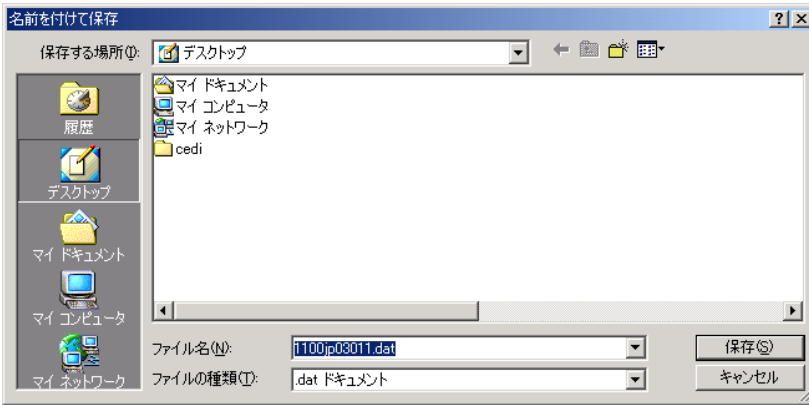 名前を付けて保存
保存する場所(I):
デスクトップ
履歴
デスクトップ
マイ ドキュメント
マイ コンピュータ
マイ ネットワーク
マイ ドキュメント
マイ コンピュータ
マイ ネットワーク
cedi
ファイル名(N):
1100jp03011.dat
保存(S)
ファイルの種類(T):
.dat ドキュメント
キャンセル